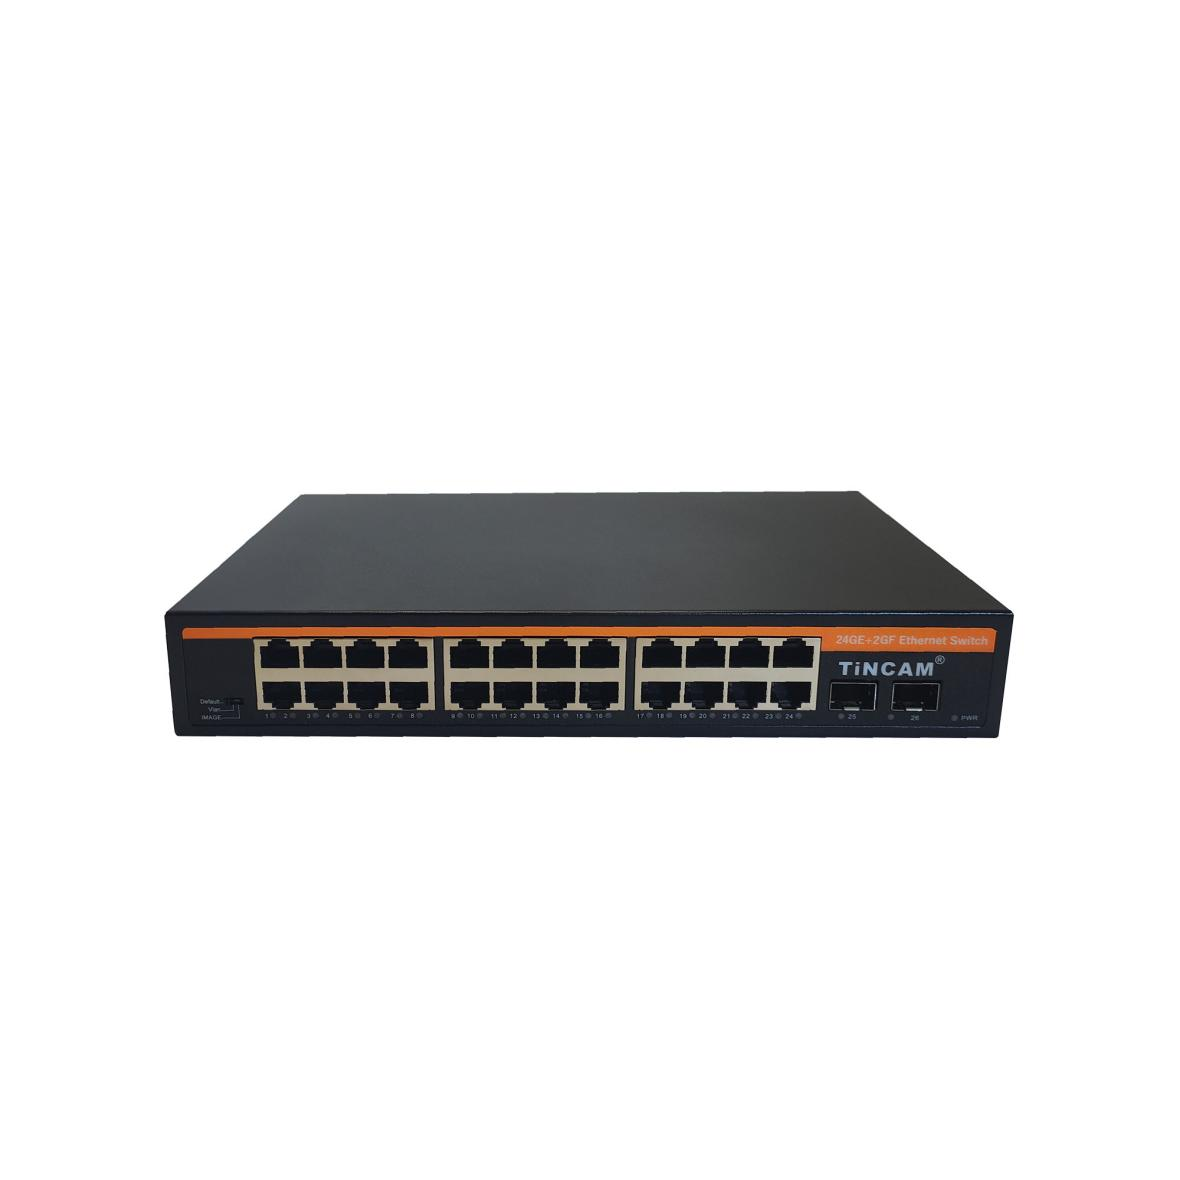 24GE+2GF Ethernet Switch
TiNCAM®
Default
Vlan
IMAGE
1 2 3 4 5 6 7 8 9 10 11 12 13 14 15 16 17 18 19 20 21 22 23 24
25 26 PWR